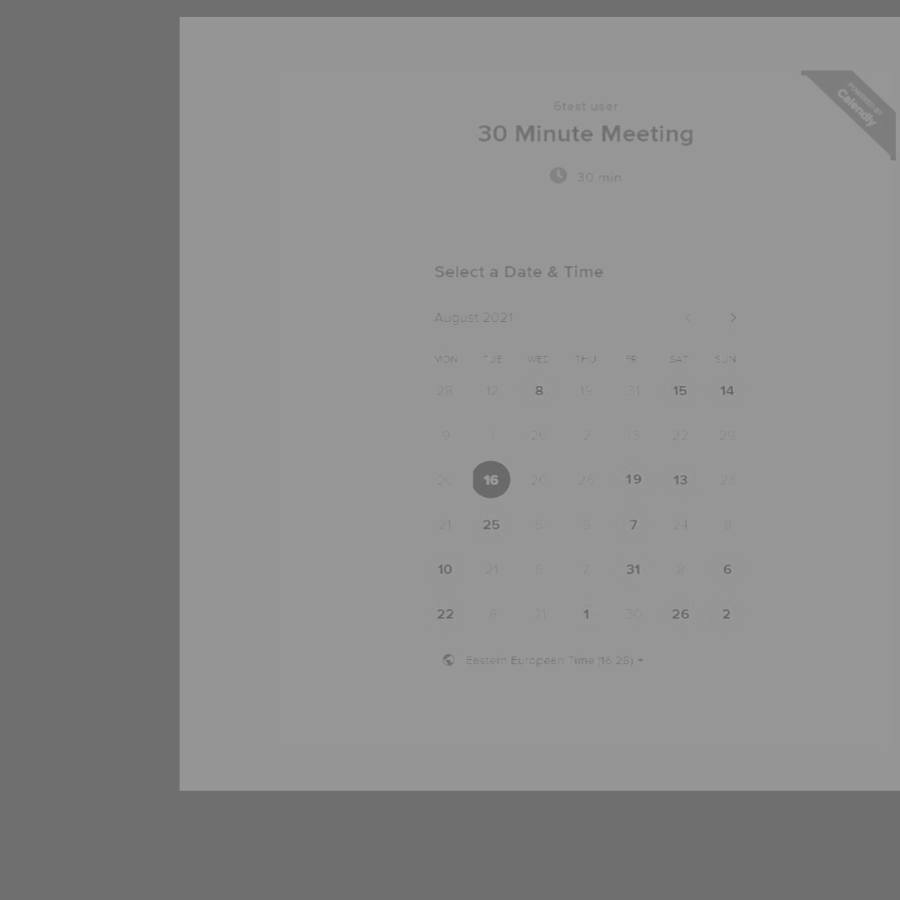 6test user
30 Minute Meeting
30 min
POWERED BY
Calendly
Select a Date & Time
August 2021
MON TUE WED THU FRI SAT SUN
28 12 8 19 31 15 14
9 1 20 2 13 22 29
20 16 26 25 19 13 23
21 25 5 9 7 24 8
10 21 5 7 31 8 6
22 8 31 1 30 26 2
Eastern European Time (16:28)